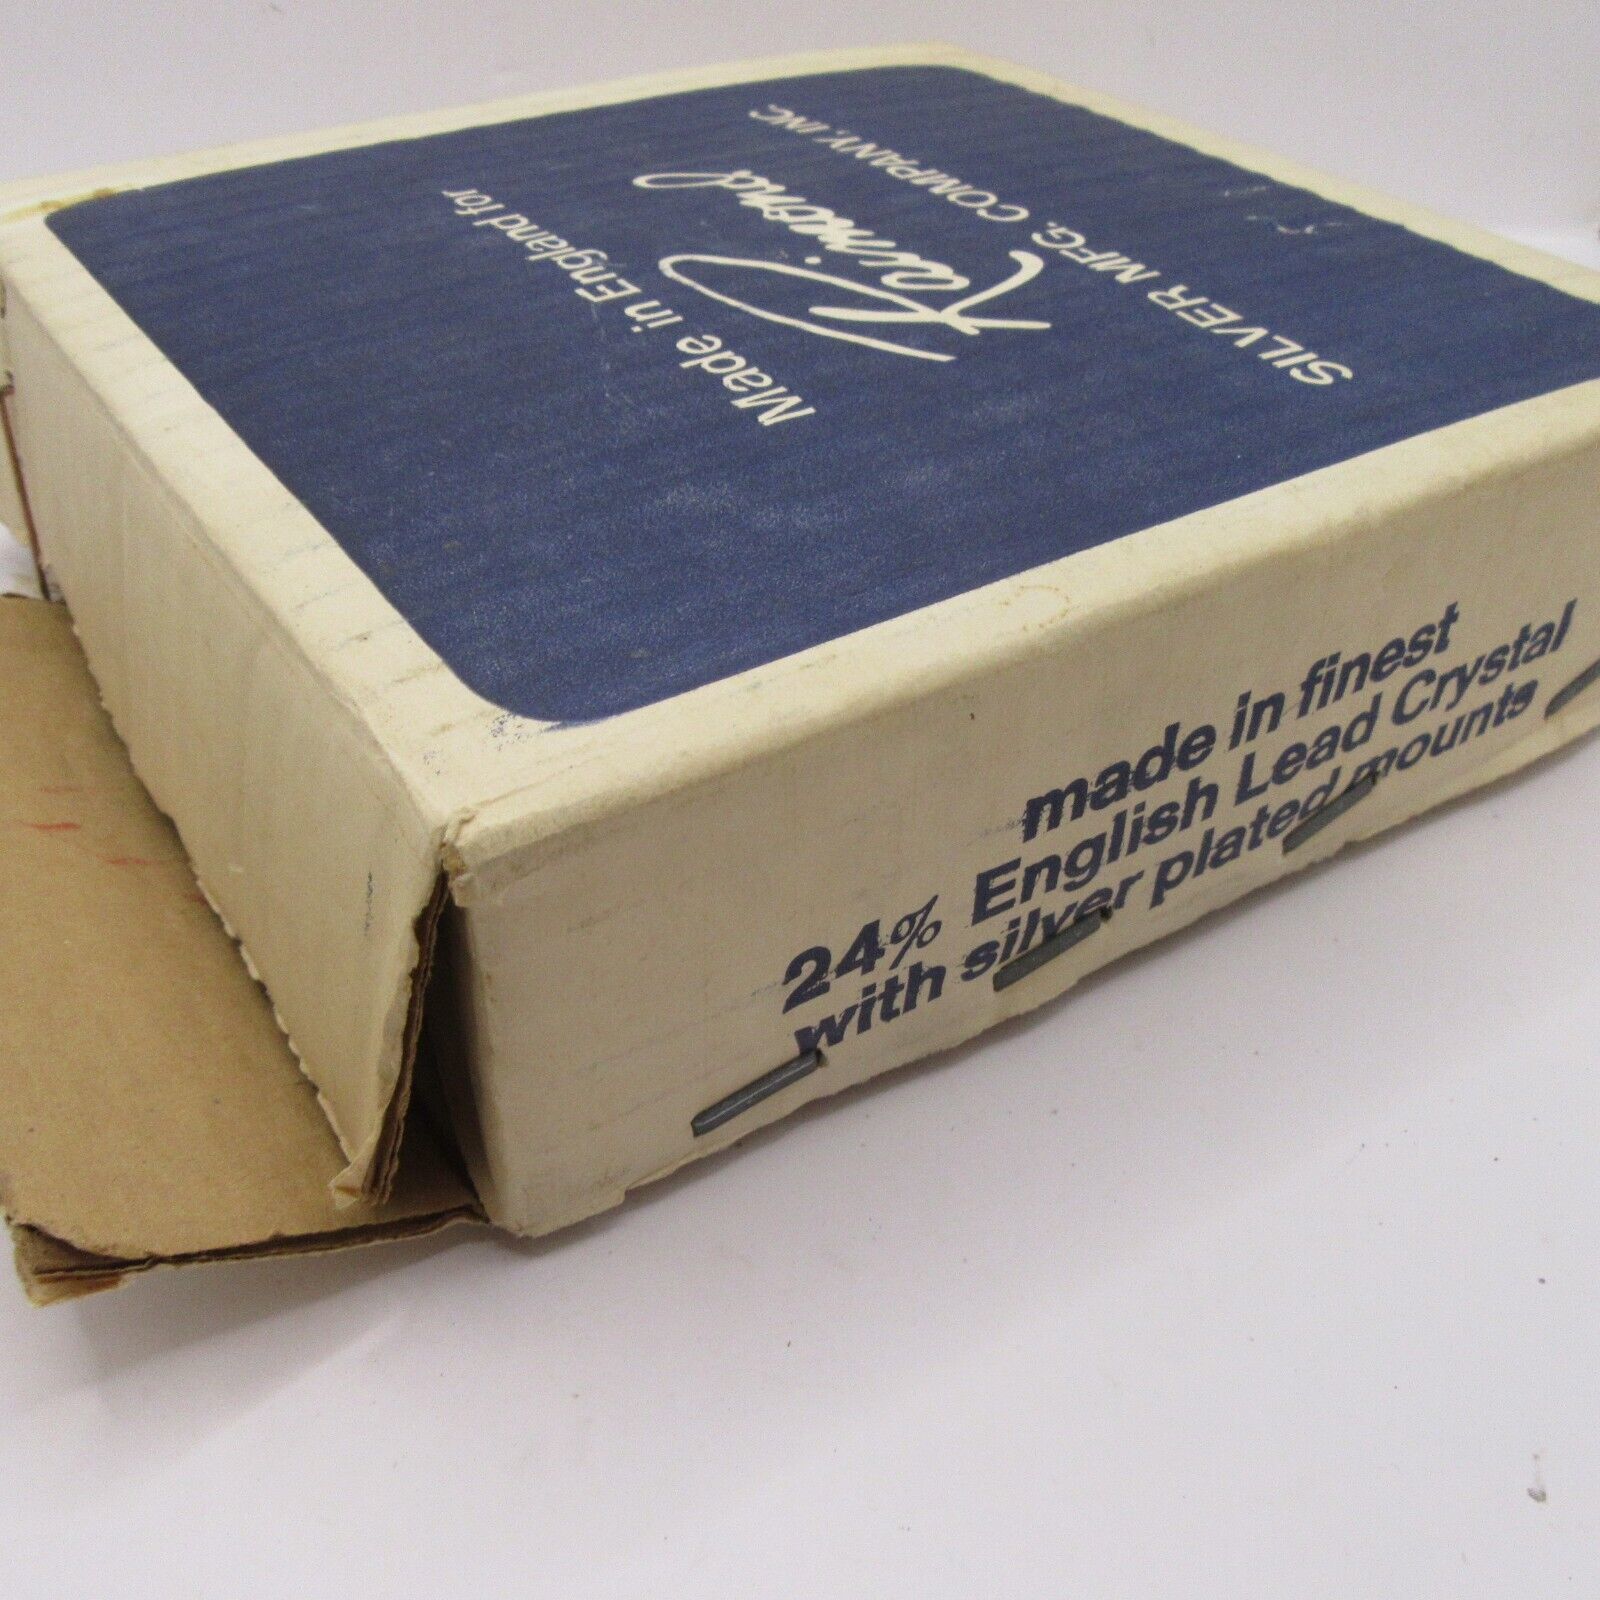 Made in England for
Raimond
SILVER MFG. COMPANY, INC.
made in finest
24% English Lead Crystal
with silver plated mounts